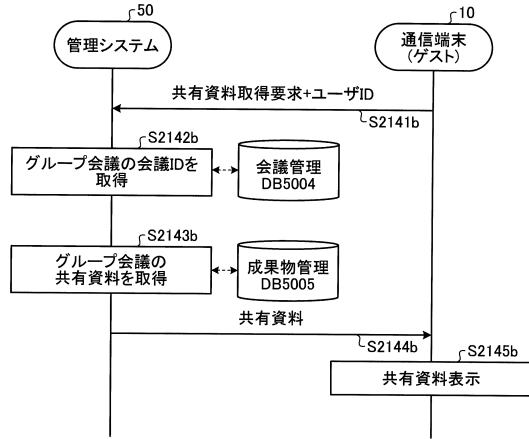 50
管理システム
10
通信端末
(ゲスト)
共有資料取得要求+ユーザID
S2141b
S2142b
グループ会議の会議IDを
取得
会議管理
DB5004
S2143b
グループ会議の
共有資料を取得
成果物管理
DB5005
共有資料
S2144b
S2145b
共有資料表示